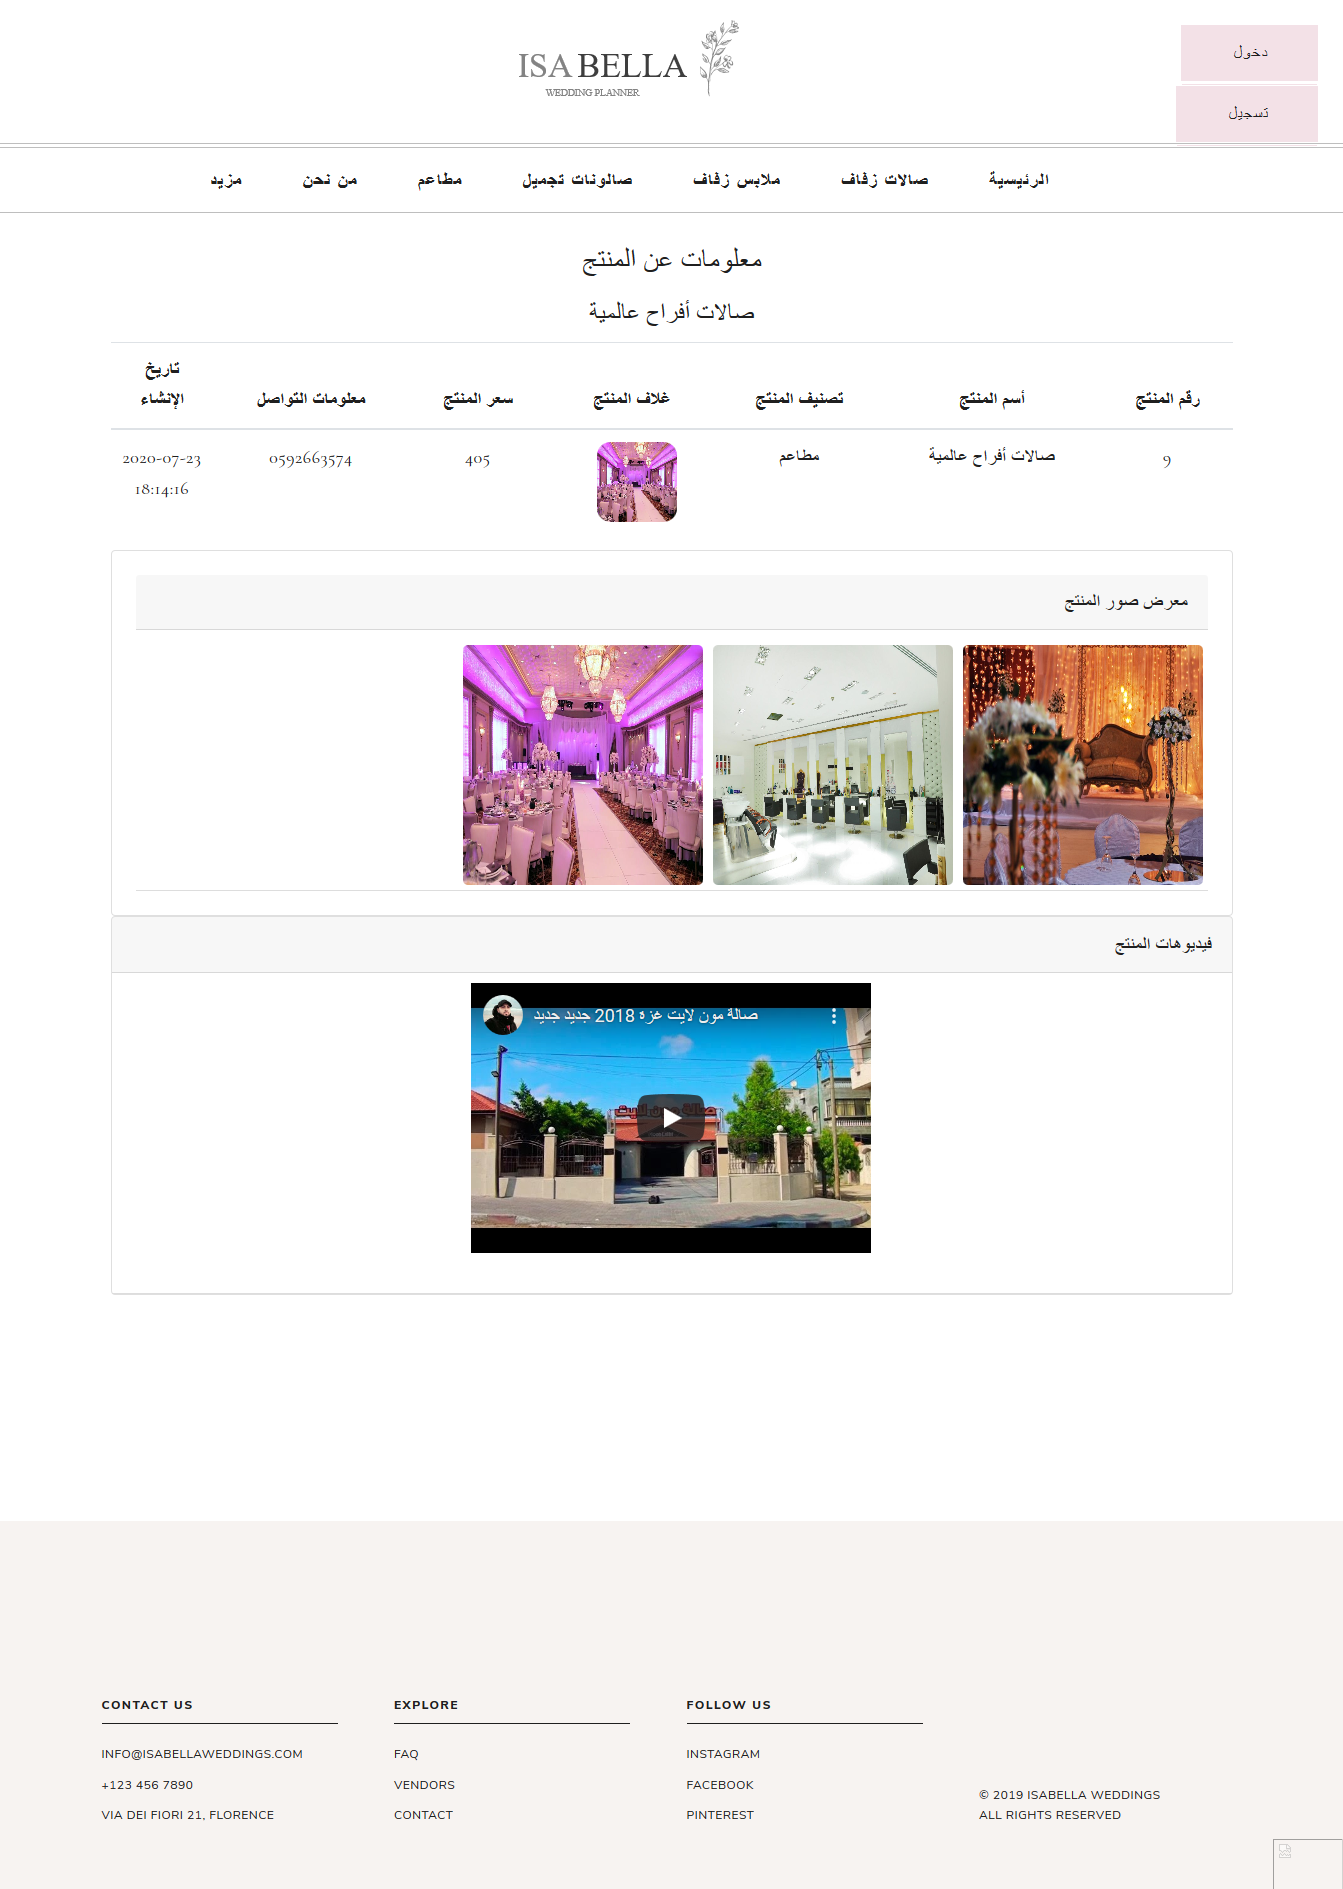 ISABELLA
WEDDING PLANNER
دخول
تسجيل
الرئيسية
صالات زفاف
ملابس زفاف
صالونات تجميل
مطاعم
من نحن
مزيد
معلومات عن المنتج
صالات أفراح عالمية
رقم المنتج
أسم المنتج
تصنيف المنتج
غلاف المنتج
سعر المنتج
معلومات التواصل
تاريخ
الإنشاء
9
صالات أفراح عالمية
مطاعم
405
0592663574
2020-07-23
18:14:16
معرض صور المنتج
فيديوهات المنتج
صالة مون لايت غزة 2018 جديد جديد
صالة مون لايت
CONTACT US
INFO@ISABELLAWEDDINGS.COM
+123 456 7890
VIA DEI FIORI 21, FLORENCE
EXPLORE
FAQ
VENDORS
CONTACT
FOLLOW US
INSTAGRAM
FACEBOOK
PINTEREST
© 2019 ISABELLA WEDDINGS
ALL RIGHTS RESERVED